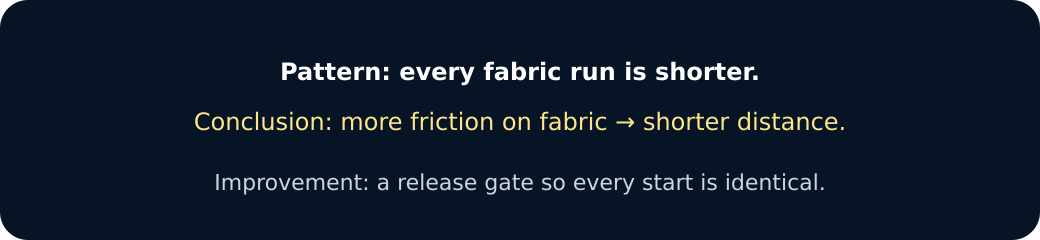 Pattern: every fabric run is shorter.
Conclusion: more friction on fabric → shorter distance.
Improvement: a release gate so every start is identical.